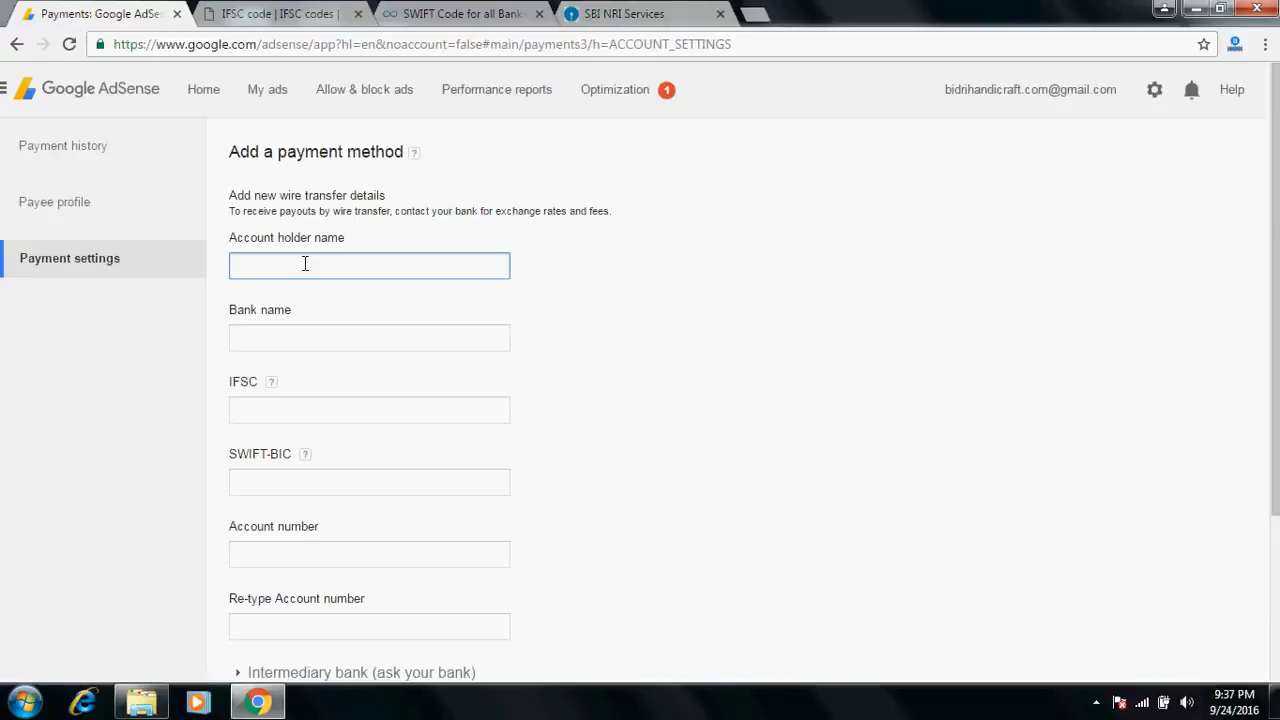 Payments: Google AdSen
IFSC code | IFSC codes |
SWIFT Code for all Bank
SBI NRI Services
https://www.google.com/adsense/app?hl=en&noaccount=false#main/payments3/h=ACCOUNT_SETTINGS
Google AdSense
Home
My ads
Allow & block ads
Performance reports
Optimization
1
bidrihandicraft.com@gmail.com
Help
Payment history
Payee profile
Payment settings
Add a payment method ?
Add new wire transfer details
To receive payouts by wire transfer, contact your bank for exchange rates and fees.
Account holder name
Bank name
IFSC ?
SWIFT-BIC ?
Account number
Re-type Account number
Intermediary bank (ask your bank)
9:37 PM
9/24/2016